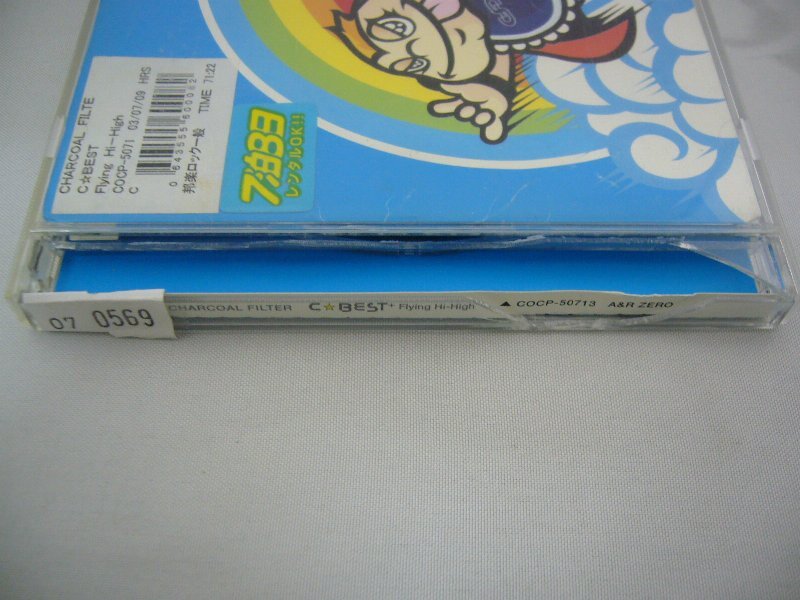 CHARCOAL FILTE
C☆BEST
Flying Hi-High
COCP-5071 03/07/09 HRS
C
邦楽ロック一般 TIME 71:22
7泊8日
レンタルOK!!
07 0569
CHARCOAL FILTER C☆BEST+ Flying Hi-High ▲ COCP-50713 A&R ZERO